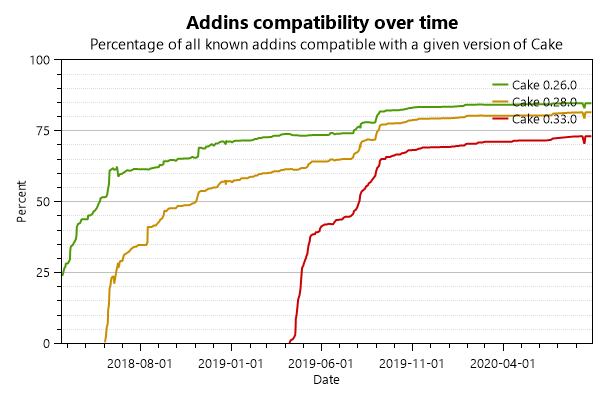 Addins compatibility over time
Percentage of all known addins compatible with a given version of Cake
100
75
50
25
0
Percent
Cake 0.26.0
Cake 0.28.0
Cake 0.33.0
2018-08-01 2019-01-01 2019-06-01 2019-11-01 2020-04-01
Date